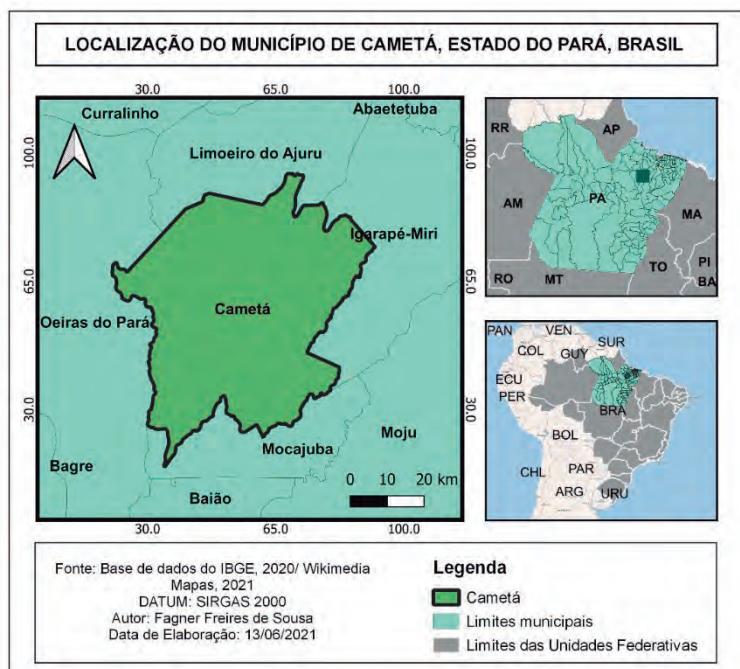 LOCALIZAÇÃO DO MUNICÍPIO DE CAMETÁ, ESTADO DO PARÁ, BRASIL
30.0 65.0 100.0
Curralinho
Abaetetuba
100.0
Limoeiro do Ajuru
100.0
Igarapé-Miri
65.0
Cametá
65.0
Oeiras do Pará
30.0
30.0
Mocajuba
Moju
Bagre
Baião
0 10 20 km
30.0 65.0 100.0
RR
AP
AM
PA
MA
RO
MT
TO
PI
BA
PAN
VEN
SUR
COL
GUY
ECU
PER
BRA
BOL
CHL
PAR
ARG
URU
Fonte: Base de dados do IBGE, 2020/ Wikimedia
Mapas, 2021
DATUM: SIRGAS 2000
Autor: Fagner Freires de Sousa
Data de Elaboração: 13/06/2021
Legenda
Cametá
Limites municipais
Limites das Unidades Federativas